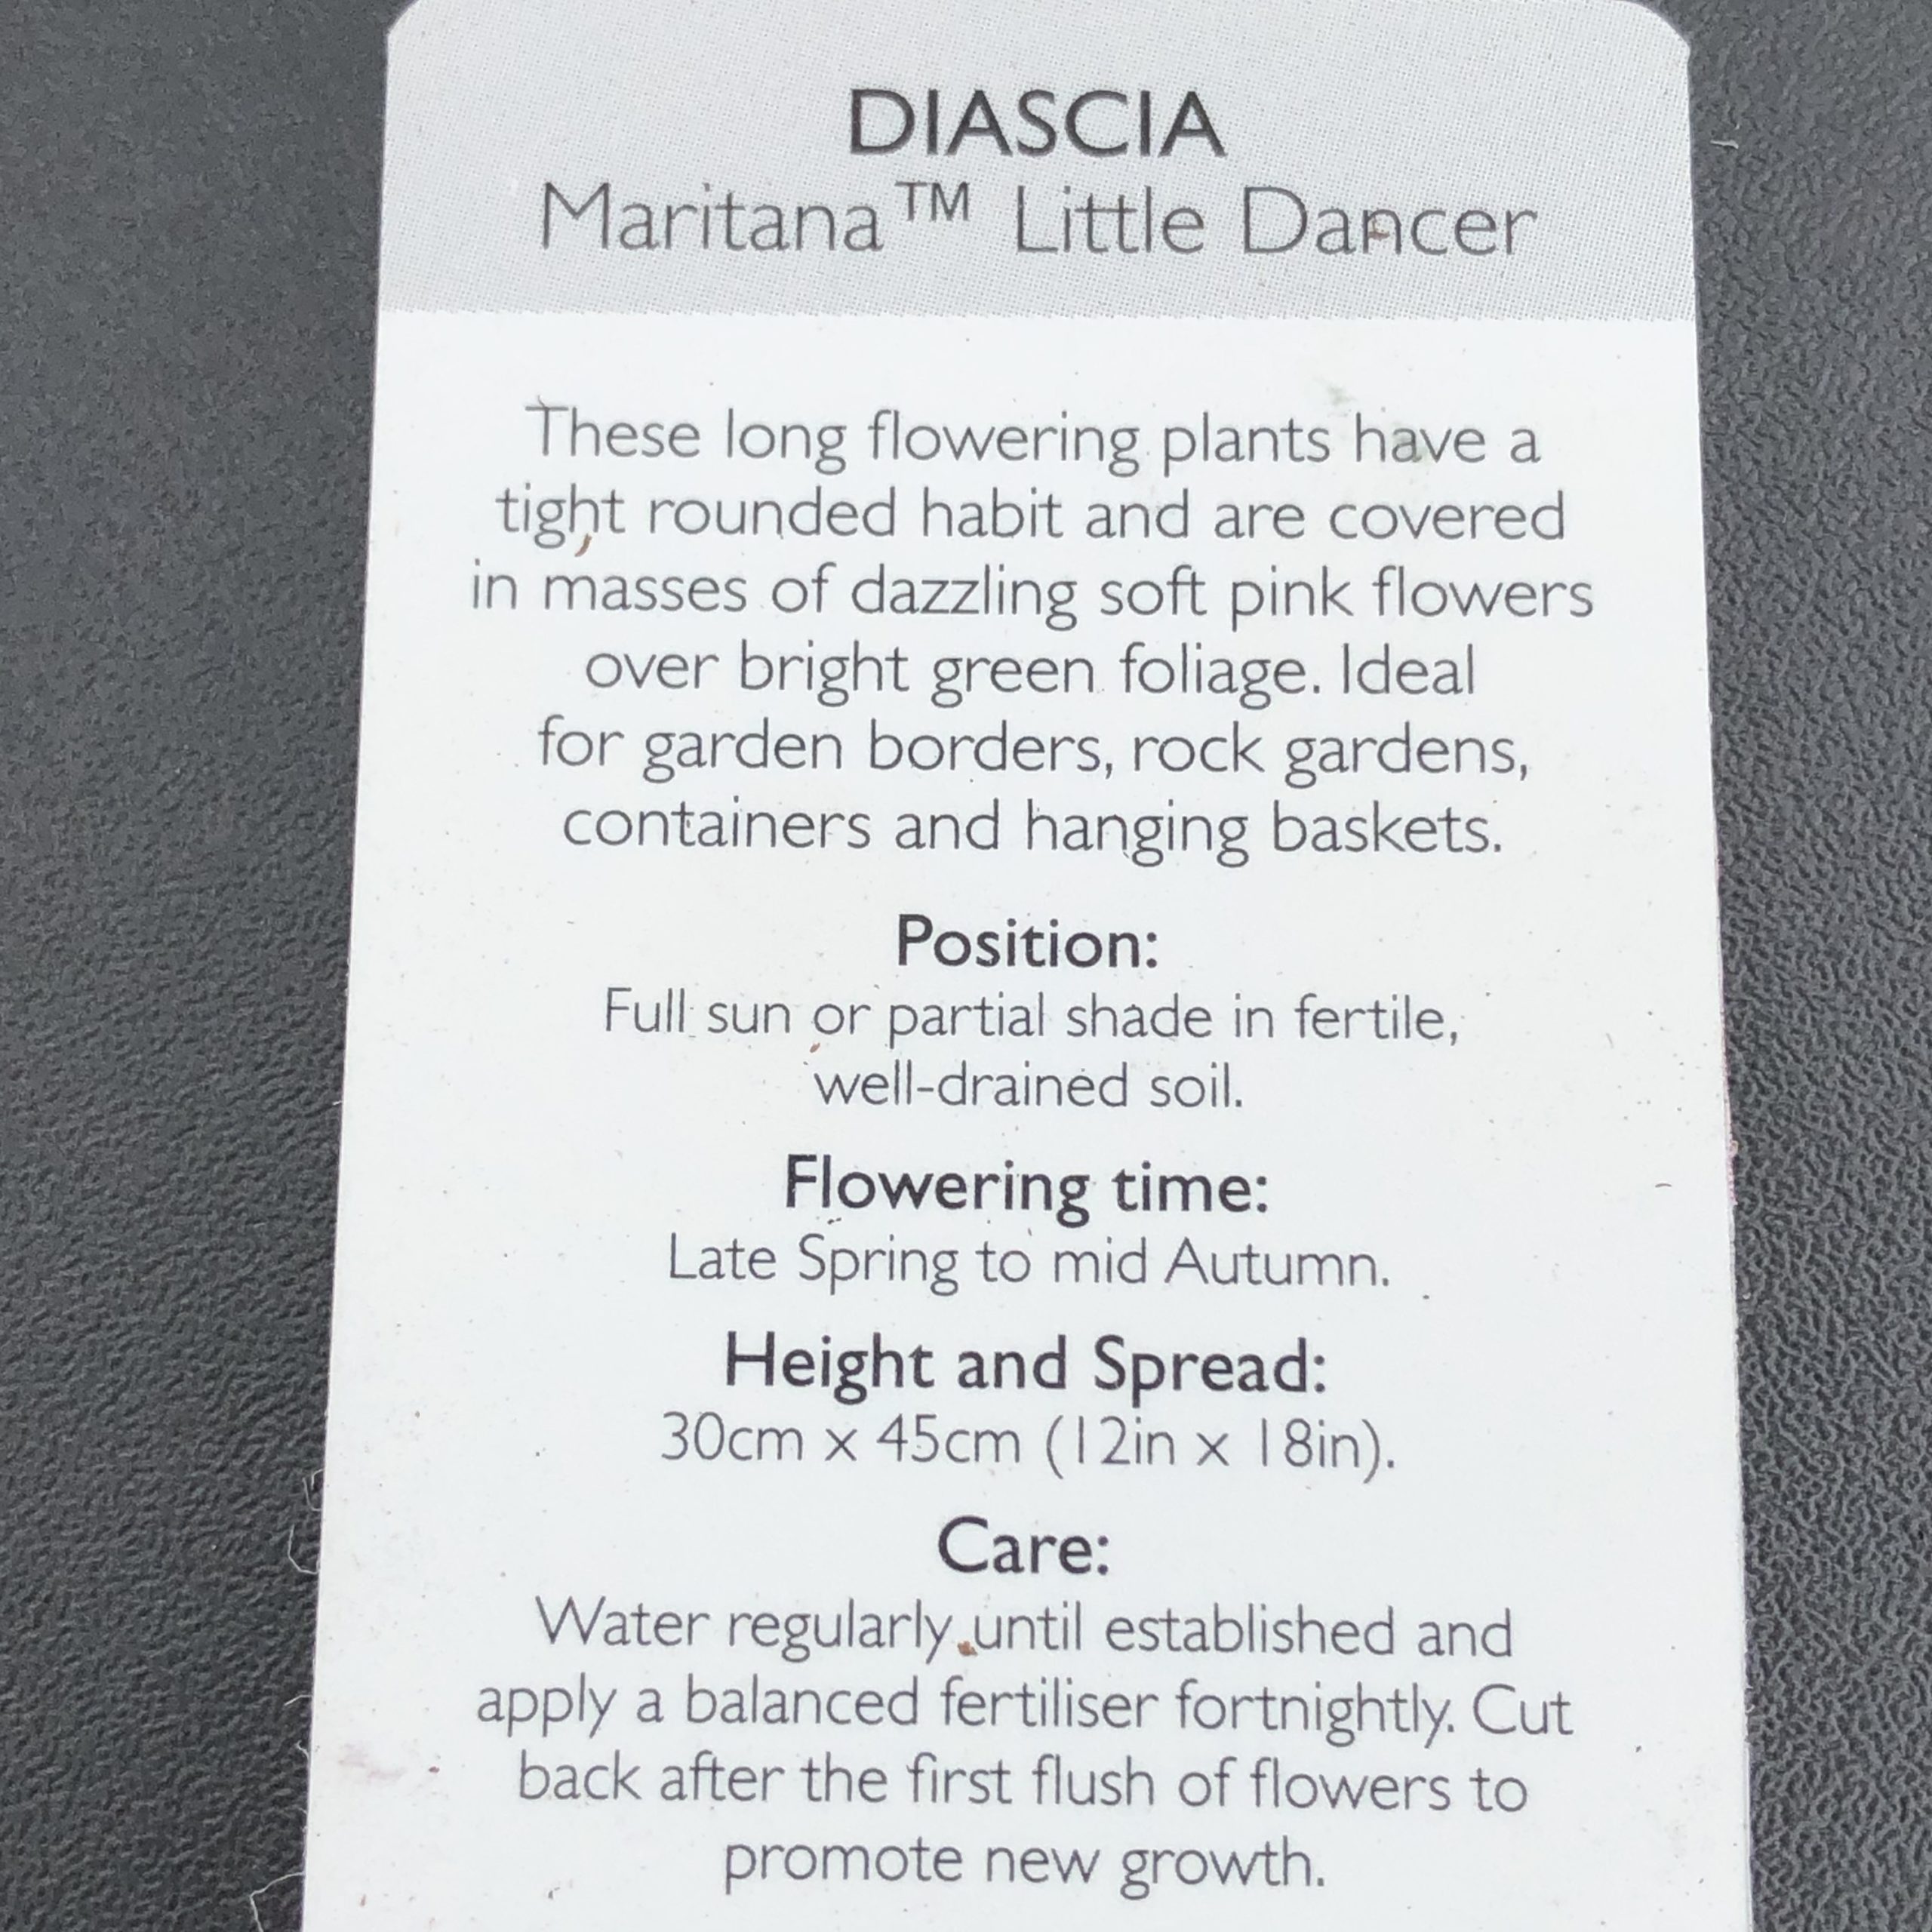 DIASCIA
Maritana™ Little Dancer
These long flowering plants have a
tight rounded habit and are covered
in masses of dazzling soft pink flowers
over bright green foliage. Ideal
for garden borders, rock gardens,
containers and hanging baskets.
Position:
Full sun or partial shade in fertile,
well-drained soil.
Flowering time:
Late Spring to mid Autumn.
Height and Spread:
30cm x 45cm (12in x 18in).
Care:
Water regularly until established and
apply a balanced fertiliser fortnightly. Cut
back after the first flush of flowers to
promote new growth.